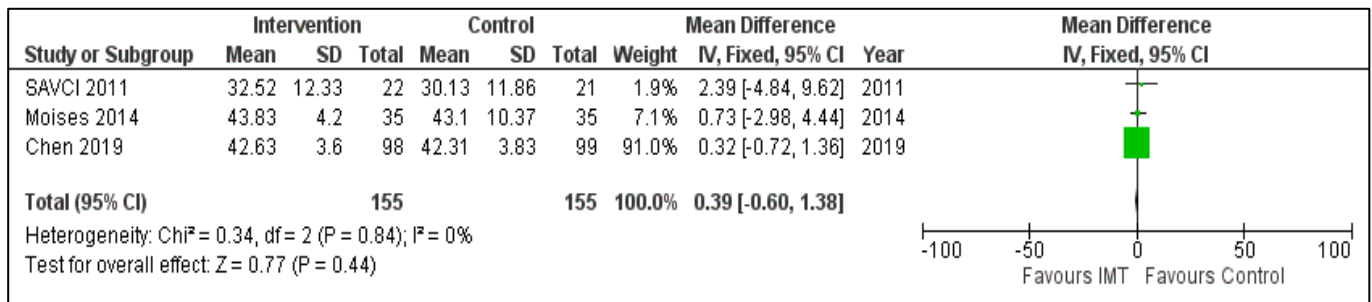 Intervention Control Mean Difference Mean Difference
Study or Subgroup Mean SD Total Mean SD Total Weight IV, Fixed, 95% CI Year IV, Fixed, 95% CI
SAVCI 2011 32.52 12.33 22 30.13 11.86 21 1.9% 2.39 [-4.84, 9.62] 2011
Moises 2014 43.83 4.2 35 43.1 10.37 35 7.1% 0.73 [-2.98, 4.44] 2014
Chen 2019 42.63 3.6 98 42.31 3.83 99 91.0% 0.32 [-0.72, 1.36] 2019
Total (95% CI) 155 155 100.0% 0.39 [-0.60, 1.38]
Heterogeneity: Chi² = 0.34, df = 2 (P = 0.84); I² = 0%
Test for overall effect: Z = 0.77 (P = 0.44)
-100 -50 0 50 100
Favours IMT Favours Control